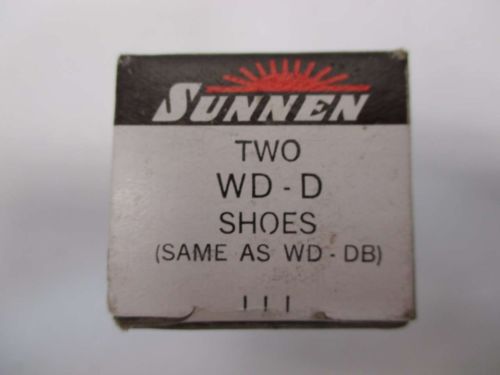 SUNNEN
TWO
WD - D
SHOES
(SAME AS WD - DB)